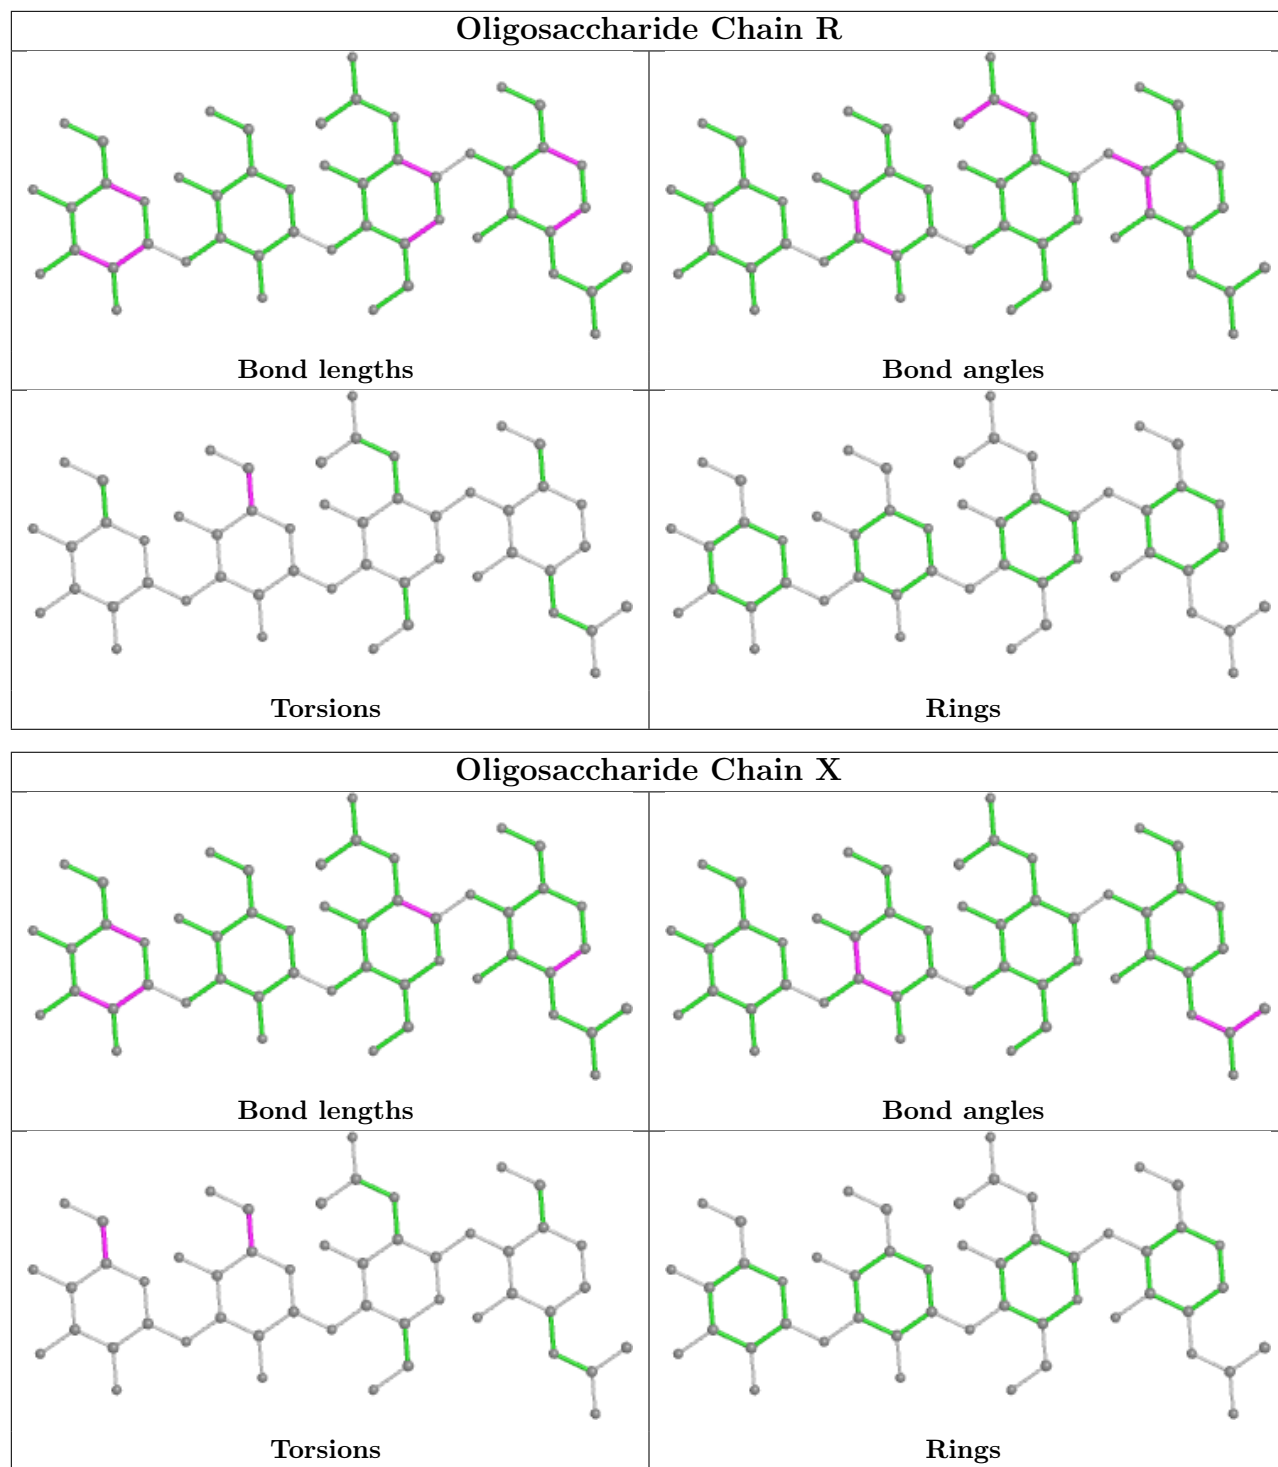 Oligosaccharide Chain R
Bond lengths
Bond angles
Torsions
Rings
Oligosaccharide Chain X
Bond lengths
Bond angles
Torsions
Rings